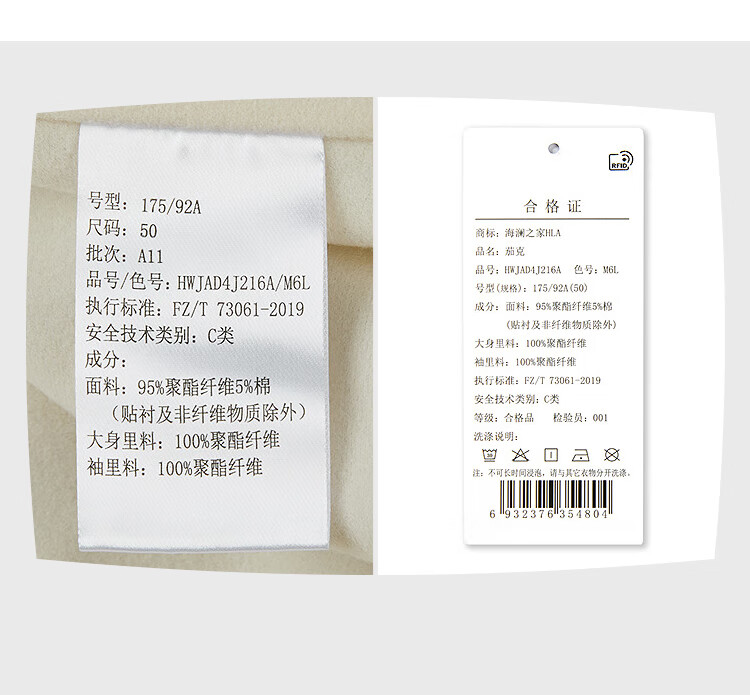 号型: 175/92A
尺码: 50
批次: A11
品号/色号: HWJAD4J216A/M6L
执行标准: FZ/T 73061-2019
安全技术类别: C类
成分:
面料: 95%聚酯纤维5%棉
(贴衬及非纤维物质除外)
大身里料: 100%聚酯纤维
袖里料: 100%聚酯纤维
RFID
合格证
商标: 海澜之家HLA
品名: 茄克
品号: HWJAD4J216A 色号: M6L
号型(规格): 175/92A(50)
成分: 面料: 95%聚酯纤维5%棉
(贴衬及非纤维物质除外)
大身里料: 100%聚酯纤维
袖里料: 100%聚酯纤维
执行标准: FZ/T 73061-2019
安全技术类别: C类
等级: 合格品 检验员: 001
洗涤说明:
注: 不可长时间浸泡, 请与其它衣物分开洗涤.
6 932376 354804